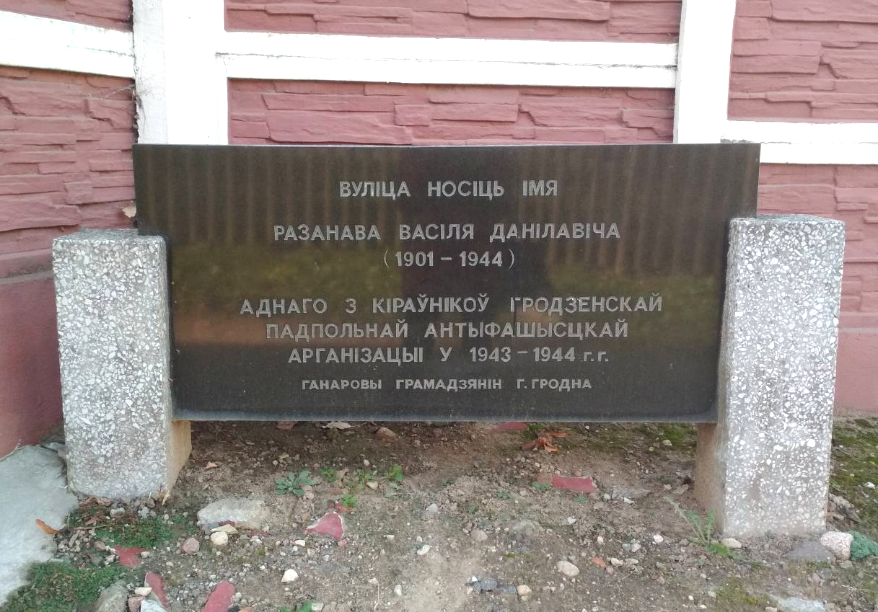 ВУЛІЦА НОСІЦЬ ІМЯ
РАЗАНАВА ВАСІЛЯ ДАНІЛАВІЧА
(1901 – 1944)
АДНАГО З КІРАЎНІКОЎ ГРОДЗЕНСКАЙ
ПАДПОЛЬНАЙ АНТЫФАШЫСЦКАЙ
АРГАНІЗАЦЫІ У 1943 – 1944 г.г.
ГАНАРОВЫ ГРАМАДЗЯНІН Г. ГРОДНА